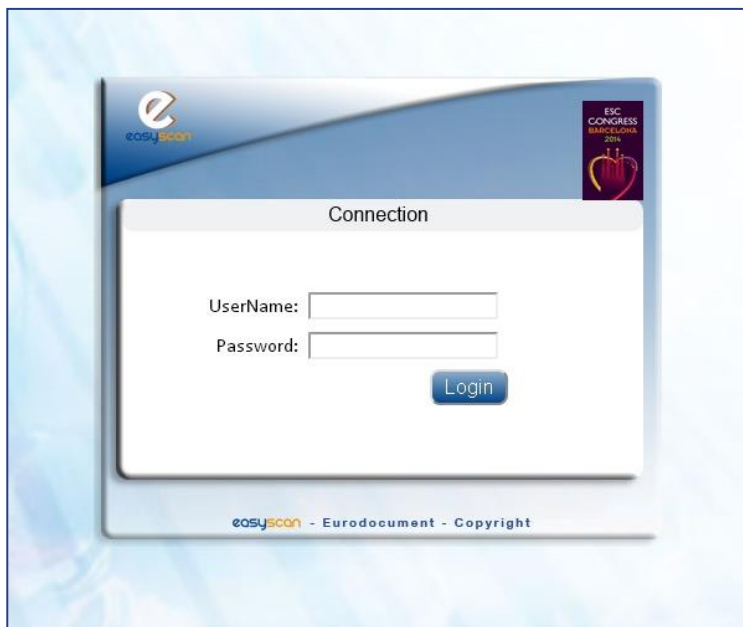 easyscan
ESC
CONGRESS
BARCELONA
2014
Connection
UserName:
Password:
Login
easyscan - Eurodocument - Copyright